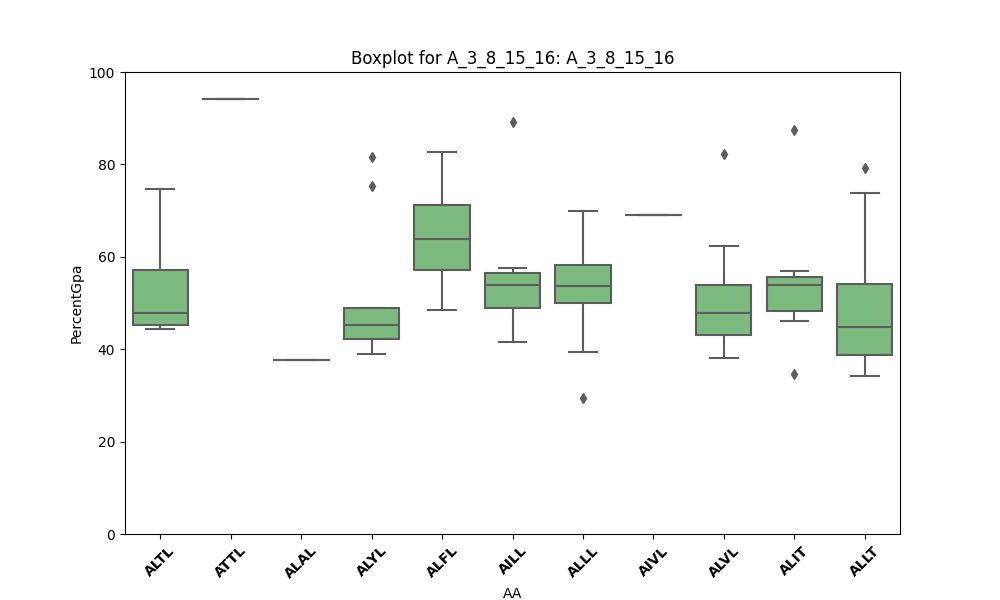 Boxplot for A_3_8_15_16: A_3_8_15_16
100
80
60
40
20
0
PercentGpa
ALTL
ATTL
ALAL
ALYL
ALFL
AILL
ALLL
AIVL
ALVL
ALIT
ALLT
AA